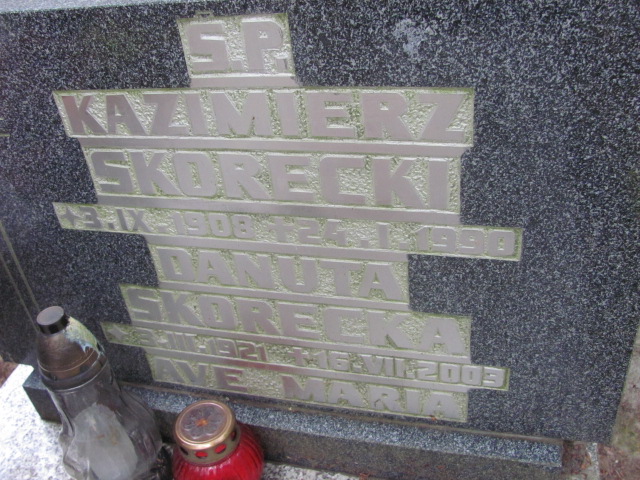 S.P.
KAZIMIERZ
SKORECKI
✶3.IX.1908 ✝24.I.1990
DANUTA
SKORECKA
✶3.III.1921 ✝16.VII.2003
AVE MARIA